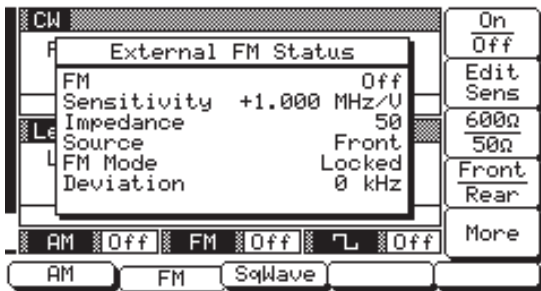 CW
External FM Status
FM Off
Sensitivity +1.000 MHz/V
Impedance 50
Source Front
FM Mode Locked
Deviation 0 kHz
AM Off FM Off Off
AM FM SqWave
On
Off
Edit
Sens
600Ω
50Ω
Front
Rear
More